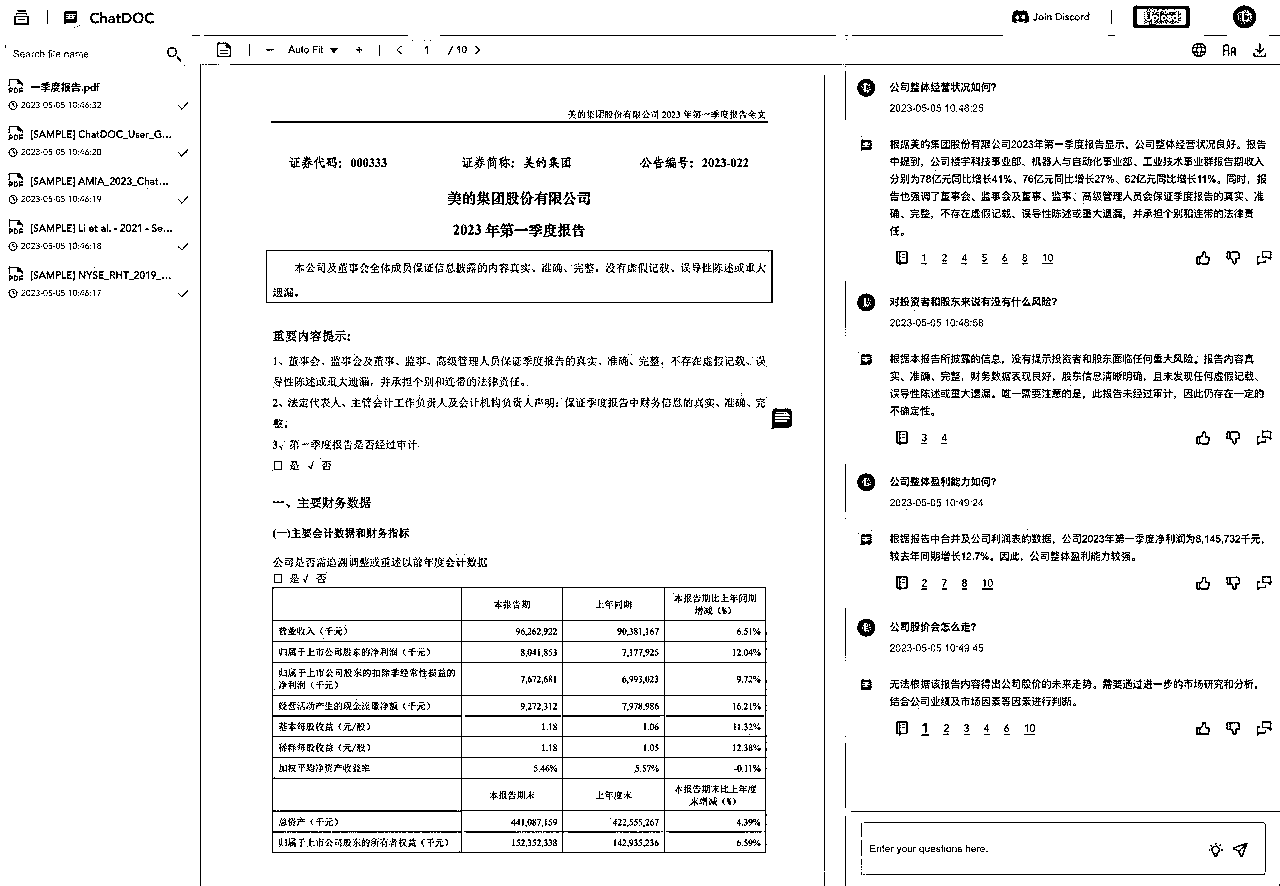 ChatDOC
Join Discord
Upload
Search file name
Auto Fit
1 / 10
一季度报告.pdf
2023-05-05 10:46:32
[SAMPLE] ChatDOC_User_G...
2023-05-05 10:46:20
[SAMPLE] AMIA_2023_Chat...
2023-05-05 10:46:19
[SAMPLE] Li et al. - 2021 - Se...
2023-05-05 10:46:18
[SAMPLE] NYSE_RHT_2019_...
2023-05-05 10:46:17
美的集团股份有限公司 2023 年第一季度报告全文
证券代码：000333 证券简称：美的集团 公告编号：2023-022
美的集团股份有限公司
2023 年第一季度报告
本公司及董事会全体成员保证信息披露的内容真实、准确、完整，没有虚假记载、误导性陈述或重大
遗漏。
重要内容提示：
1、董事会、监事会及董事、监事、高级管理人员保证季度报告的真实、准确、完整，不存在虚假记载、误
导性陈述或重大遗漏，并承担个别和连带的法律责任。
2、法定代表人、主管会计工作负责人及会计机构负责人声明：保证季度报告中财务信息的真实、准确、完
整。
3、第一季度报告是否经过审计
□ 是 √ 否
一、主要财务数据
(一)主要会计数据和财务指标
公司是否需追溯调整或重述以前年度会计数据
□ 是 √ 否
本报告期 上年同期 本报告期比上年同期
增减（%）
营业收入（千元） 96,262,922 90,381,167 6.51%
归属于上市公司股东的净利润（千元） 8,041,853 7,177,925 12.04%
归属于上市公司股东的扣除非经常性损益的
净利润（千元） 7,672,681 6,993,023 9.72%
经营活动产生的现金流量净额（千元） 9,272,312 7,978,986 16.21%
基本每股收益（元/股） 1.18 1.06 11.32%
稀释每股收益（元/股） 1.18 1.05 12.38%
加权平均净资产收益率 5.46% 5.57% -0.11%
本报告期末 上年度末 本报告期末比上年度
末增减（%）
总资产（千元） 441,087,159 422,555,267 4.39%
归属于上市公司股东的所有者权益（千元） 152,352,338 142,935,236 6.59%
公司整体经营状况如何？
2023-05-05 10:48:25
根据美的集团股份有限公司2023年第一季度报告显示，公司整体经营状况良好。报告
中提到，公司楼宇科技事业部、机器人与自动化事业部、工业技术事业群报告期收入
分别为78亿元同比增长41%、76亿元同比增长27%、62亿元同比增长11%。同时，报
告也强调了董事会、监事会及董事、监事、高级管理人员会保证季度报告的真实、准
确、完整，不存在虚假记载、误导性陈述或重大遗漏，并承担个别和连带的法律责
任。
1 2 4 5 6 8 10
对投资者和股东来说有没有什么风险？
2023-05-05 10:48:58
根据本报告所披露的信息，没有提示投资者和股东面临任何重大风险。报告内容真
实、准确、完整，财务数据表现良好，股东信息清晰明确，且未发现任何虚假记载、
误导性陈述或重大遗漏。唯一需要注意的是，此报告未经过审计，因此仍存在一定的
不确定性。
3 4
公司整体盈利能力如何？
2023-05-05 10:49:24
根据报告中合并及公司利润表的数据，公司2023年第一季度净利润为8,145,732千元，
较去年同期增长12.7%。因此，公司整体盈利能力较强。
2 7 8 10
公司股价会怎么走？
2023-05-05 10:49:45
无法根据该报告内容得出公司股价的未来走势。需要通过进一步的市场研究和分析，
结合公司业绩及市场因素等因素进行判断。
1 2 3 4 6 10
Enter your questions here.